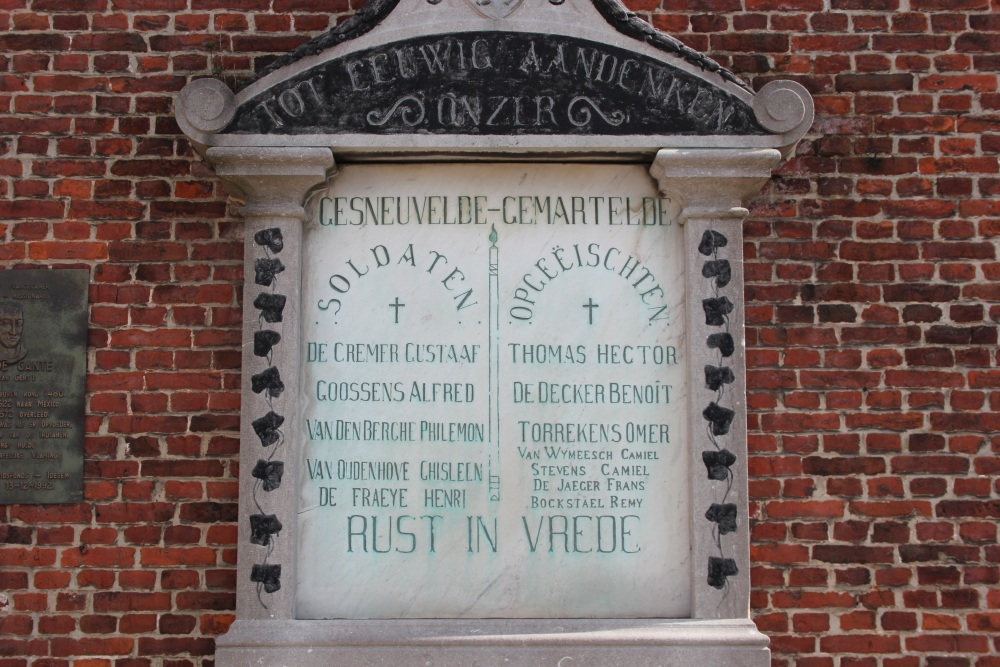 TOT EEUWIG AANDENKEN
ONZER
GESNEUVELDE-GEMARTELDE
SOLDATEN
DE CREMER GUSTAAF
GOOSSENS ALFRED
VAN DEN BERGHE PHILEMON
VAN OUDENHOVE GHISLEEN
DE FRAEYE HENRI
OPGEËISCHTEN
THOMAS HECTOR
DE DECKER BENOÎT
TORREKENS OMER
VAN WYMEESCH CAMIEL
STEVENS CAMIEL
DE JAEGER FRANS
BOCKSTÄEL REMY
RUST IN VREDE